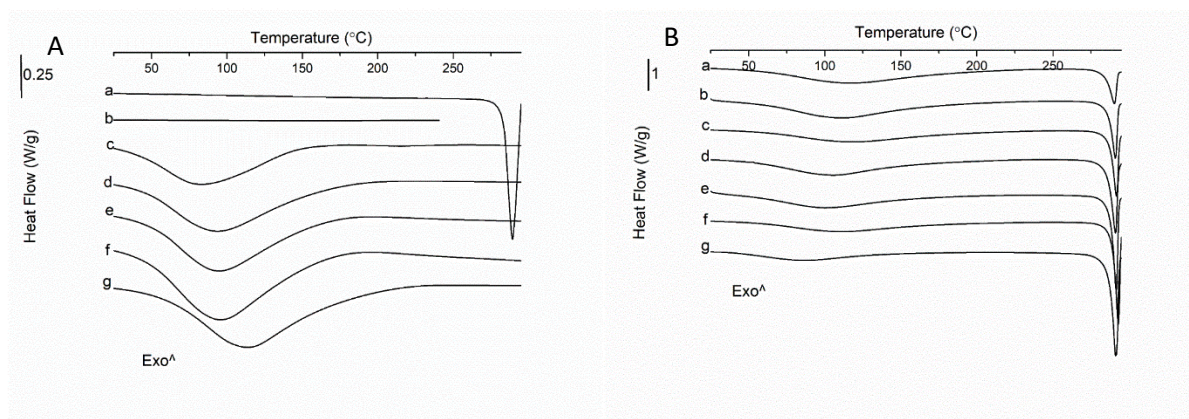 A
Temperature (°C)
50 100 150 200 250
0.25
Heat Flow (W/g)
a
b
c
d
e
f
g
Exo^
B
Temperature (°C)
50 100 150 200 250
1
Heat Flow (W/g)
a
b
c
d
e
f
g
Exo^